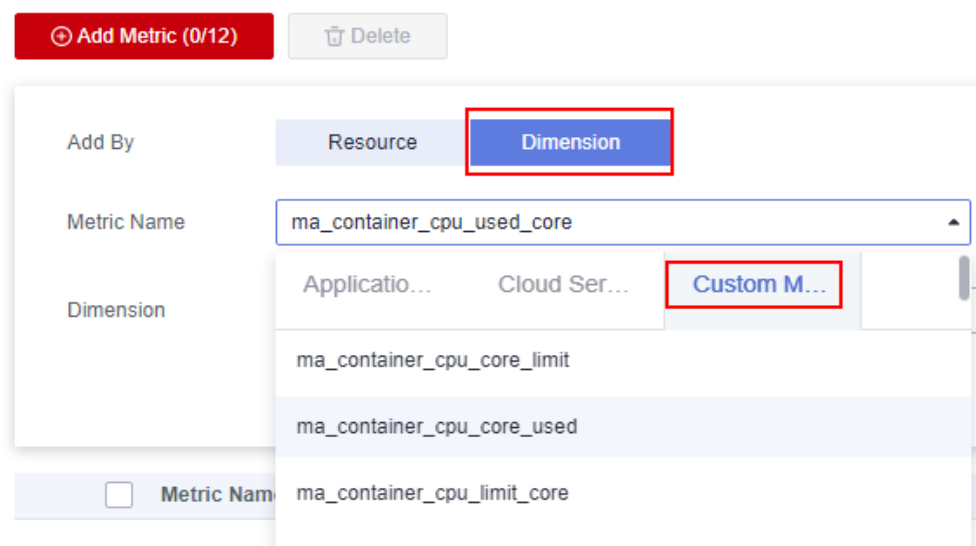 Add Metric (0/12) Delete
Add By Resource Dimension
Metric Name ma_container_cpu_used_core
Applicatio... Cloud Ser... Custom M...
Dimension
ma_container_cpu_core_limit
ma_container_cpu_core_used
Metric Nam ma_container_cpu_limit_core